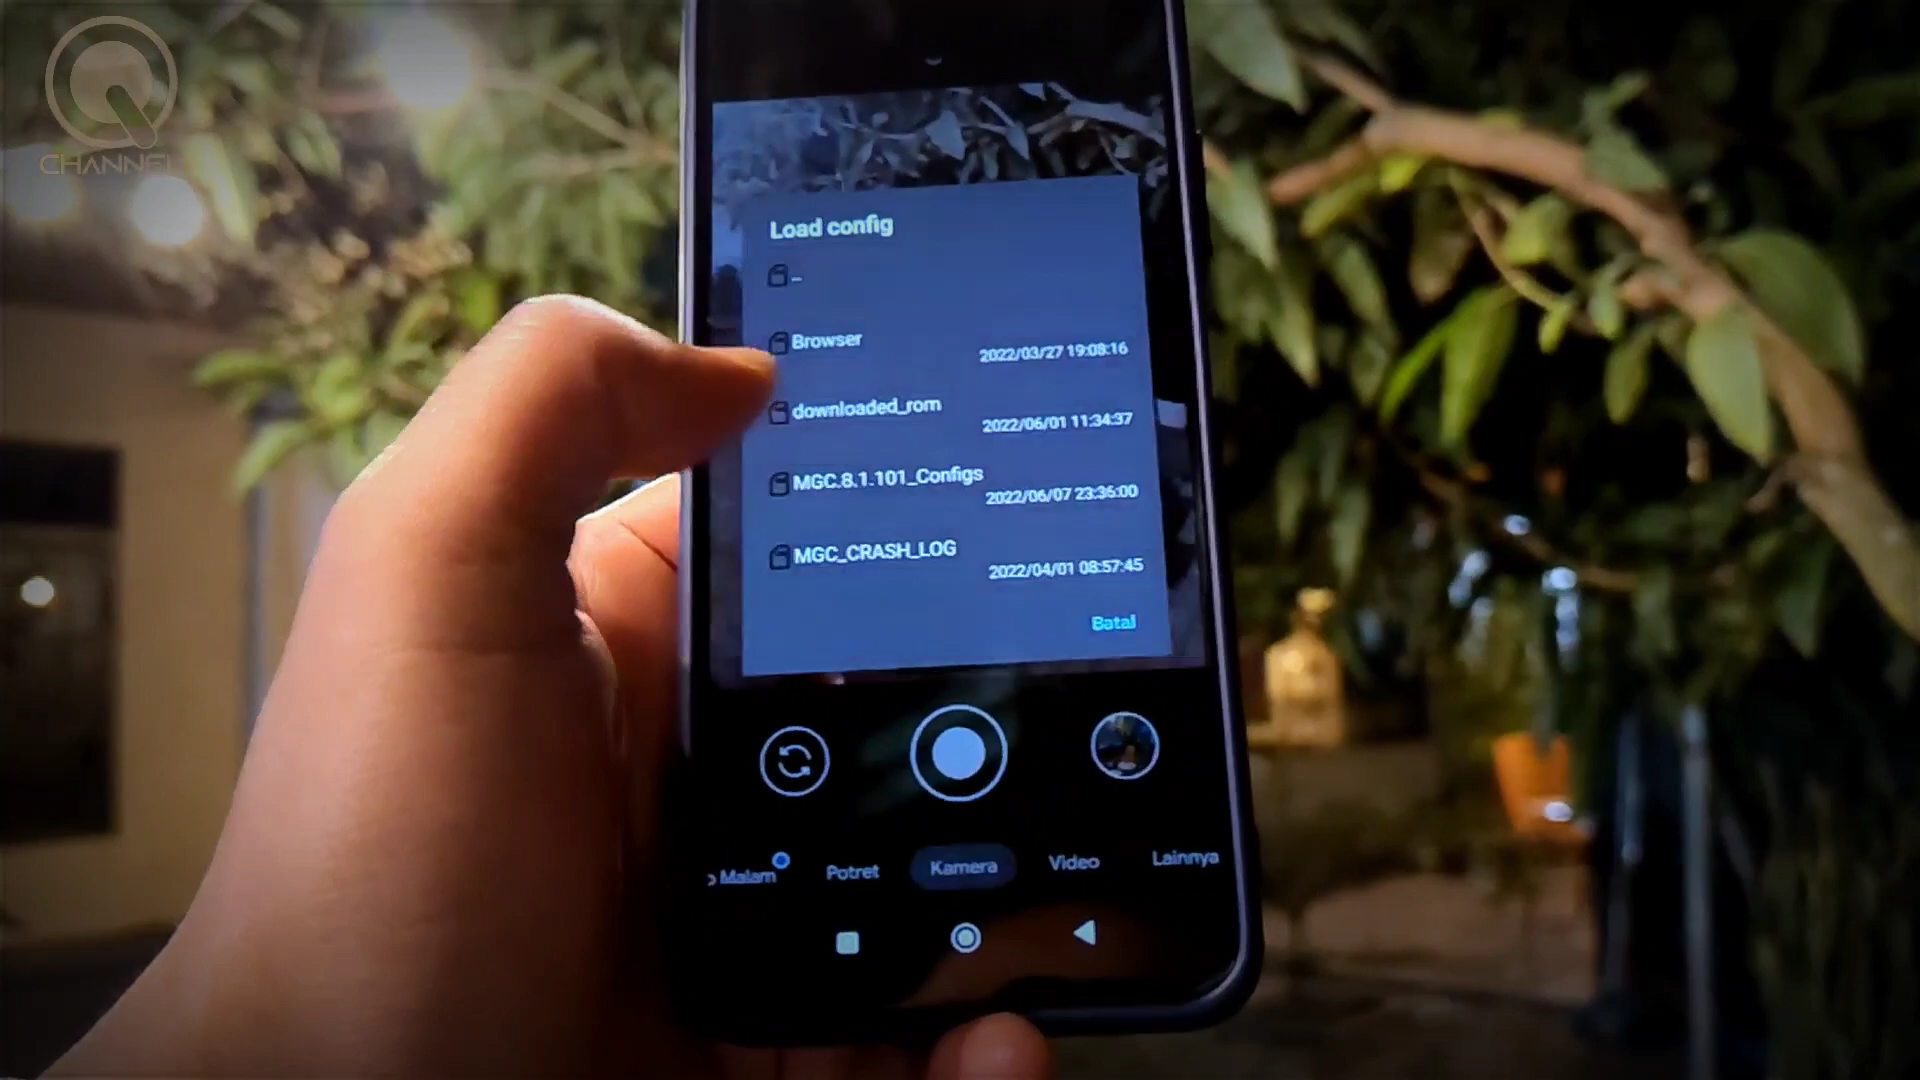 CHANNEL
Load config
..
Browser
2022/03/27 19:08:16
downloaded_rom
2022/06/01 11:34:37
MGC.8.1.101_Configs
2022/06/07 23:36:00
MGC_CRASH_LOG
2022/04/01 08:57:45
Batal
Malam
Potret
Kamera
Video
Lainnya